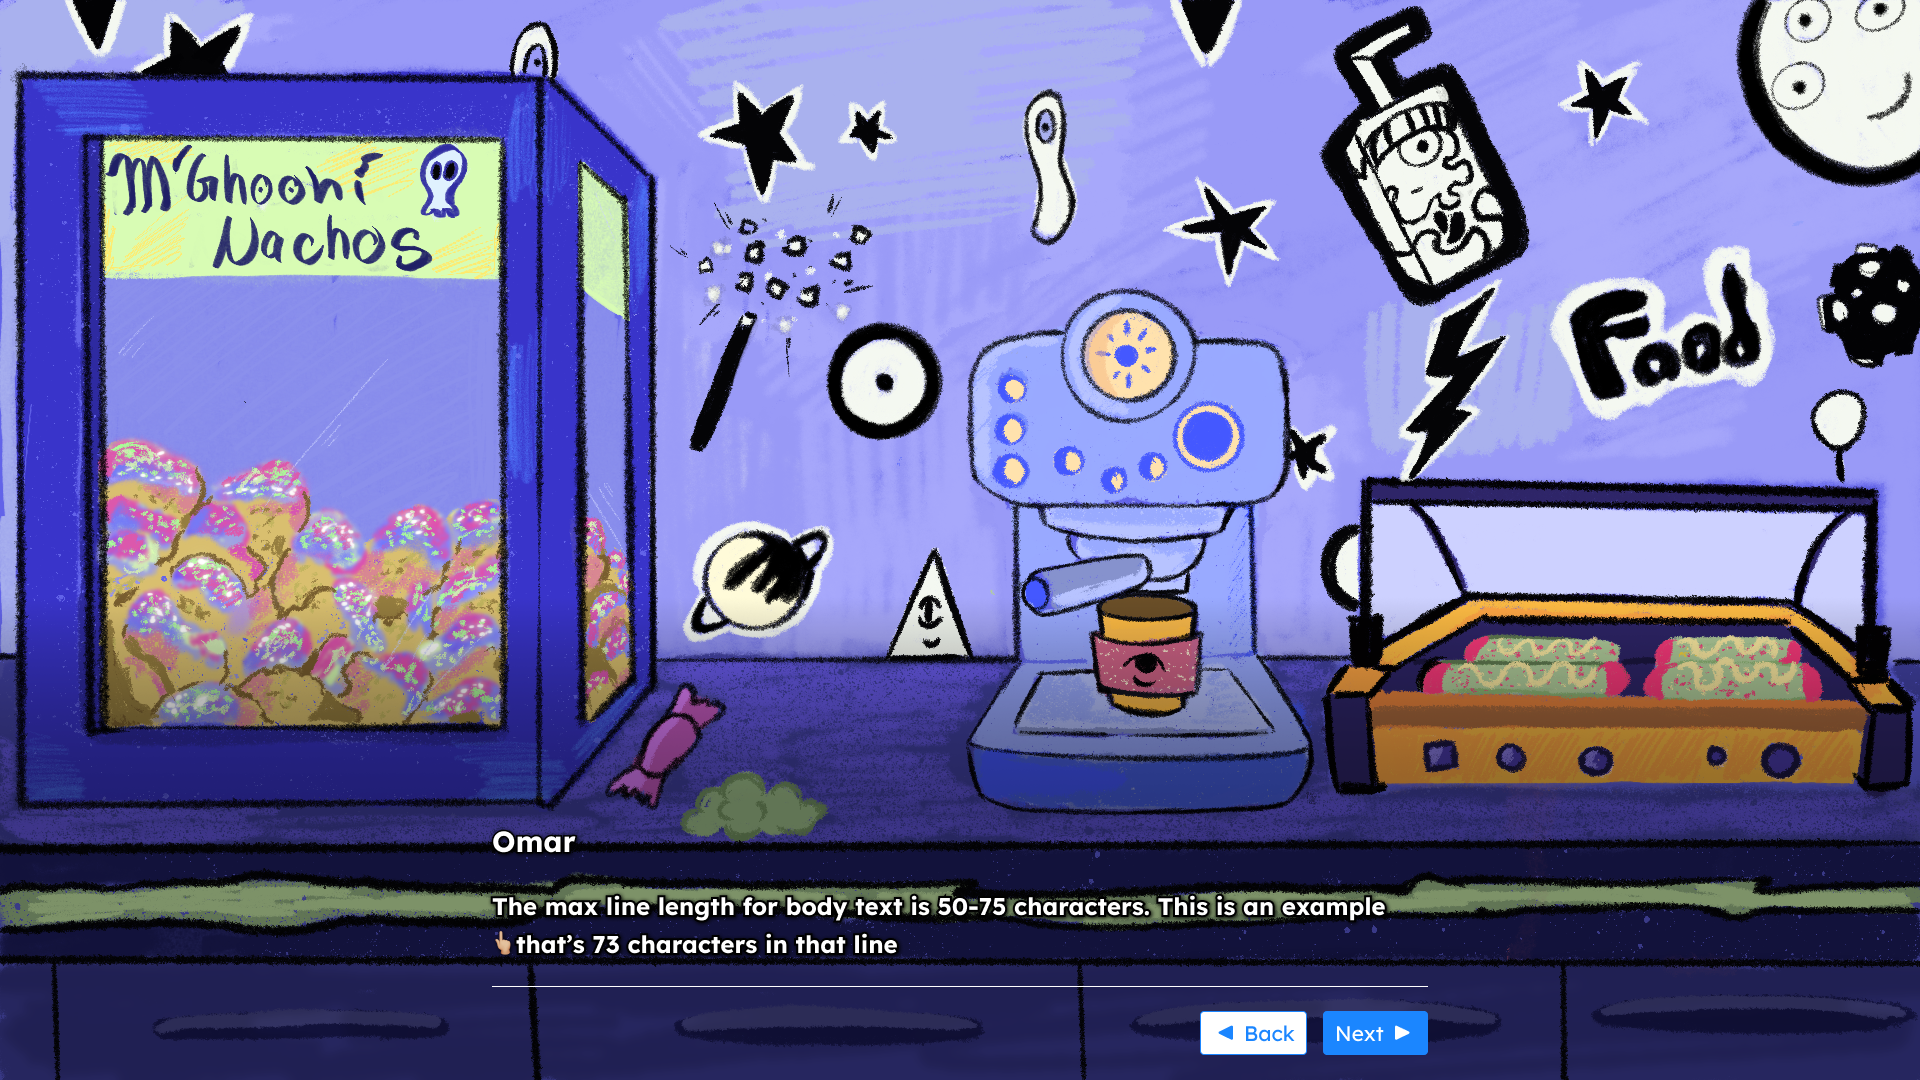 M'Ghooni
Nachos
Food
Omar
The max line length for body text is 50-75 characters. This is an example
👆🏼that’s 73 characters in that line
◄ Back
Next ►